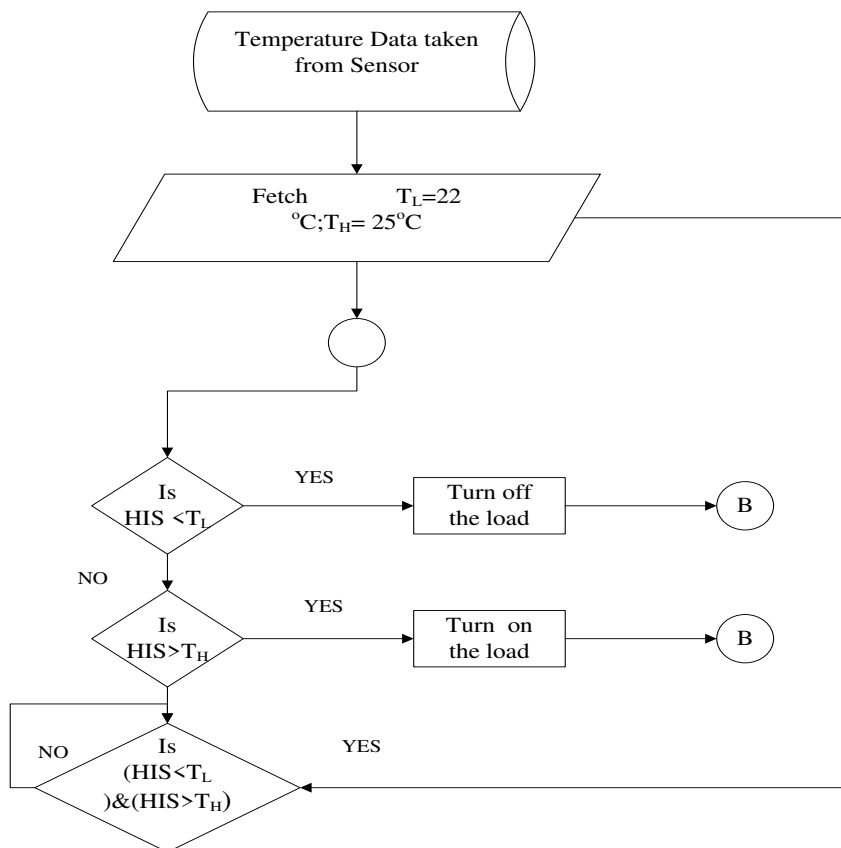 Temperature Data taken
from Sensor
Fetch T_L=22
°C;T_H= 25°C
Is
HIS <T_L
YES
Turn off
the load
B
NO
Is
HIS>T_H
YES
Turn on
the load
B
NO
Is
(HIS<T_L
)&(HIS>T_H)
YES